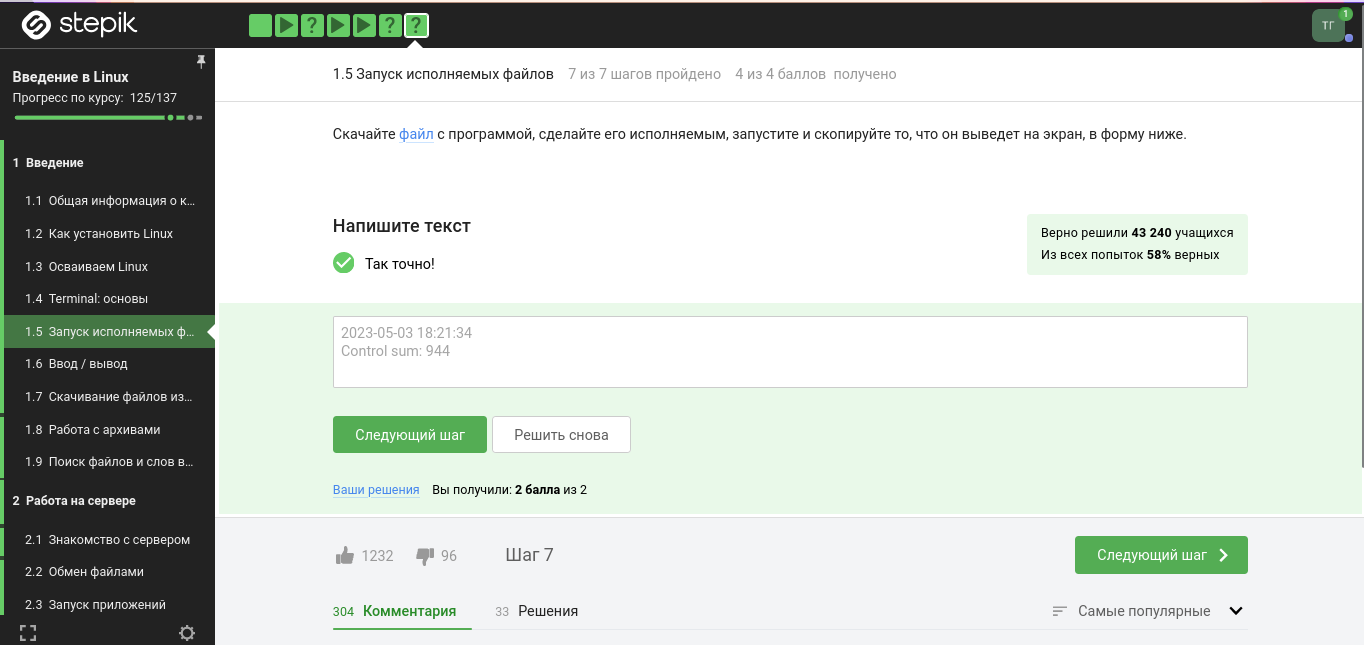 stepik
? ? ?
ТГ
1
Введение в Linux
Прогресс по курсу: 125/137
1 Введение
1.1 Общая информация о к...
1.2 Как установить Linux
1.3 Осваиваем Linux
1.4 Terminal: основы
1.5 Запуск исполняемых ф...
1.6 Ввод / вывод
1.7 Скачивание файлов из...
1.8 Работа с архивами
1.9 Поиск файлов и слов в...
2 Работа на сервере
2.1 Знакомство с сервером
2.2 Обмен файлами
2.3 Запуск приложений
1.5 Запуск исполняемых файлов 7 из 7 шагов пройдено 4 из 4 баллов получено
Скачайте файл с программой, сделайте его исполняемым, запустите и скопируйте то, что он выведет на экран, в форму ниже.
Напишите текст
Так точно!
Верно решили 43 240 учащихся
Из всех попыток 58% верных
2023-05-03 18:21:34
Control sum: 944
Следующий шаг
Решить снова
Ваши решения Вы получили: 2 балла из 2
1232 96 Шаг 7
Следующий шаг
304 Комментария 33 Решения
Самые популярные